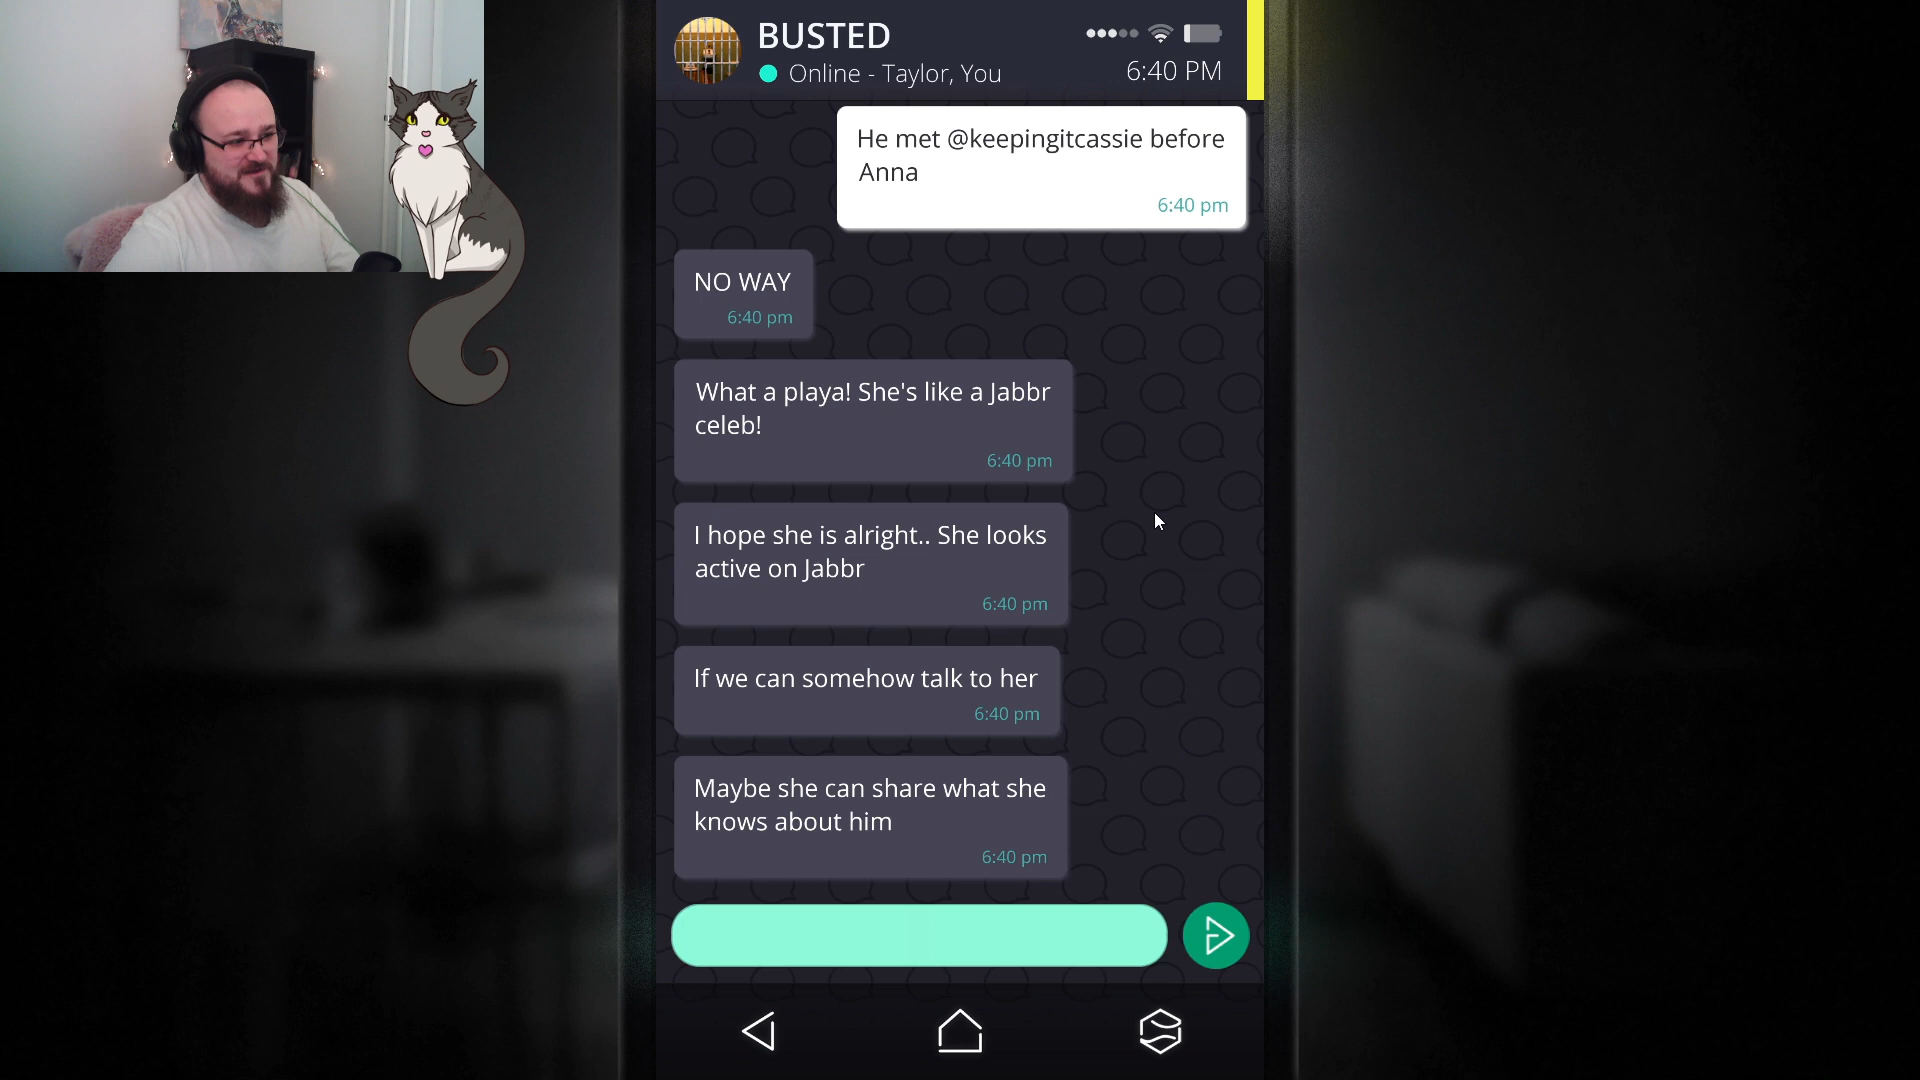 BUSTED
Online - Taylor, You
6:40 PM
He met @keepingitcassie before
Anna
6:40 pm
NO WAY
6:40 pm
What a playa! She's like a Jabbr
celeb!
6:40 pm
I hope she is alright.. She looks
active on Jabbr
6:40 pm
If we can somehow talk to her
6:40 pm
Maybe she can share what she
knows about him
6:40 pm